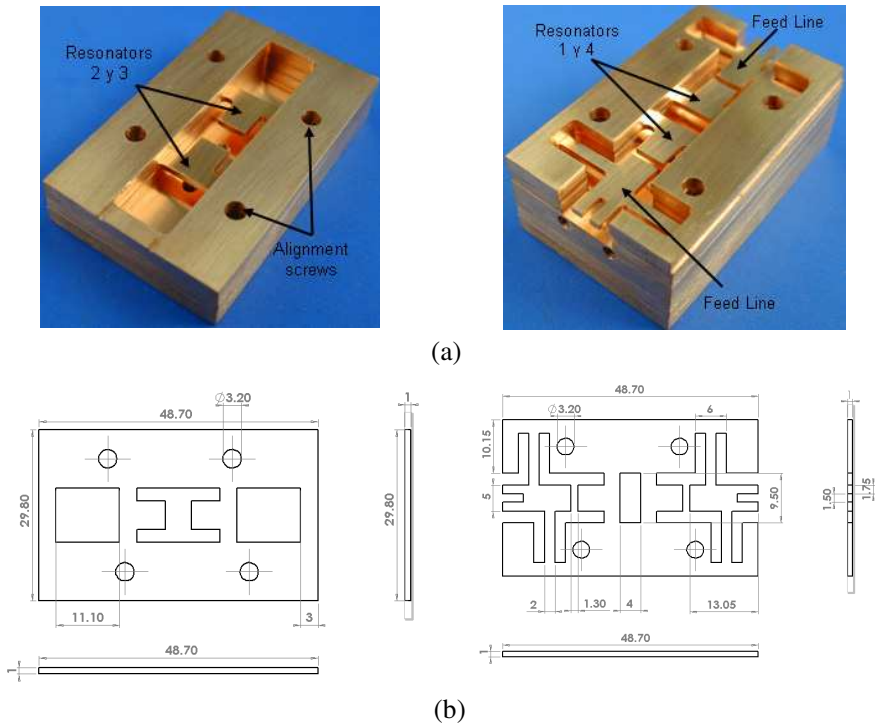 Resonators
2 y 3
Alignment
screws
Resonators
1 y 4
Feed Line
Feed Line
(a)
48.70
∅3.20
29.80
11.10
3
1
29.80
48.70
1
48.70
∅3.20
6
10.15
5
9.50
2
1.30
4
13.05
1
1.50
1.75
48.70
1
(b)